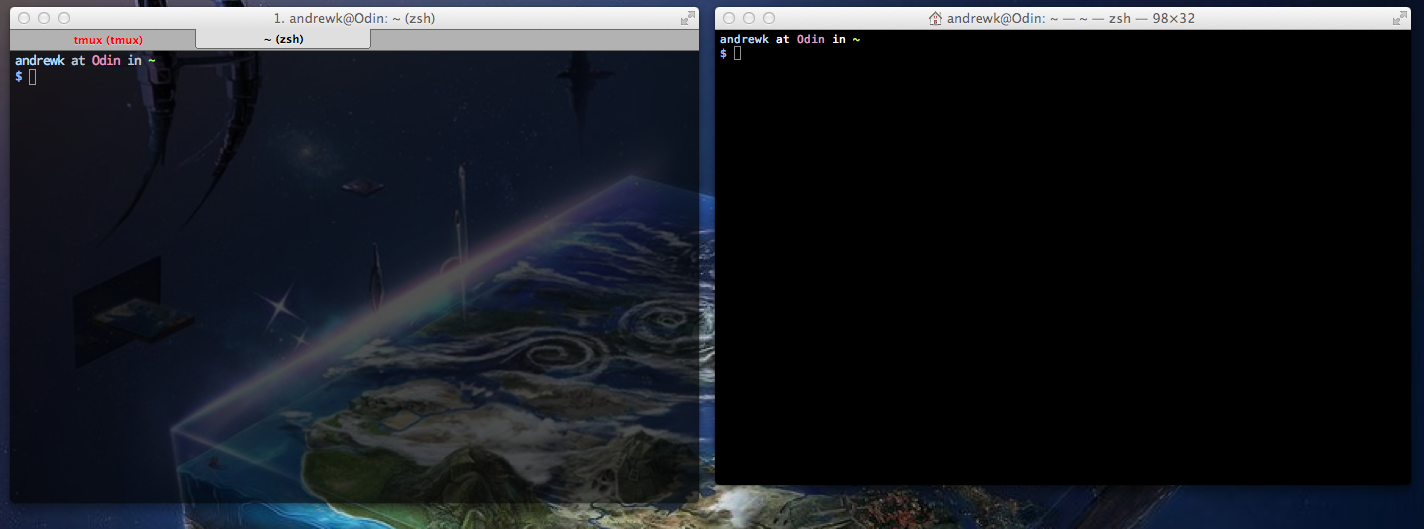 1. andrewk@Odin: ~ (zsh)
tmux (tmux)
~ (zsh)
andrewk at Odin in ~
$
andrewk@Odin: ~ — ~ — zsh — 98×32
andrewk at Odin in ~
$